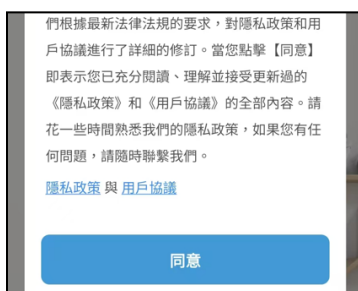 們根據最新法律法規的要求，對隱私政策和用
戶協議進行了詳細的修訂。當您點擊【同意】
即表示您已充分閱讀、理解並接受更新過的
《隱私政策》和《用戶協議》的全部內容。請
花一些時間熟悉我們的隱私政策，如果您有任
何問題，請隨時聯繫我們。
隱私政策 與 用戶協議
同意